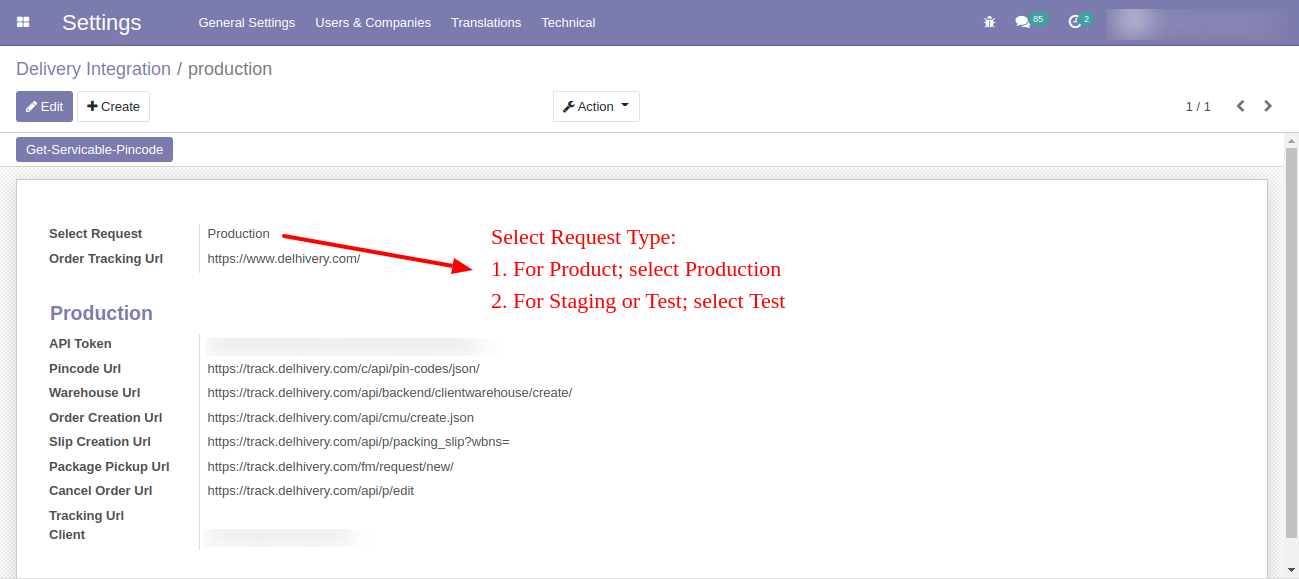 Settings General Settings Users & Companies Translations Technical 85 2
Delivery Integration / production
Edit Create Action 1 / 1
Get-Servicable-Pincode
Select Request Production
Order Tracking Url https://www.delhivery.com/
Select Request Type:
1. For Product; select Production
2. For Staging or Test; select Test
Production
API Token
Pincode Url https://track.delhivery.com/c/api/pin-codes/json/
Warehouse Url https://track.delhivery.com/api/backend/clientwarehouse/create/
Order Creation Url https://track.delhivery.com/api/cmu/create.json
Slip Creation Url https://track.delhivery.com/api/p/packing_slip?wbns=
Package Pickup Url https://track.delhivery.com/fm/request/new/
Cancel Order Url https://track.delhivery.com/api/p/edit
Tracking Url
Client